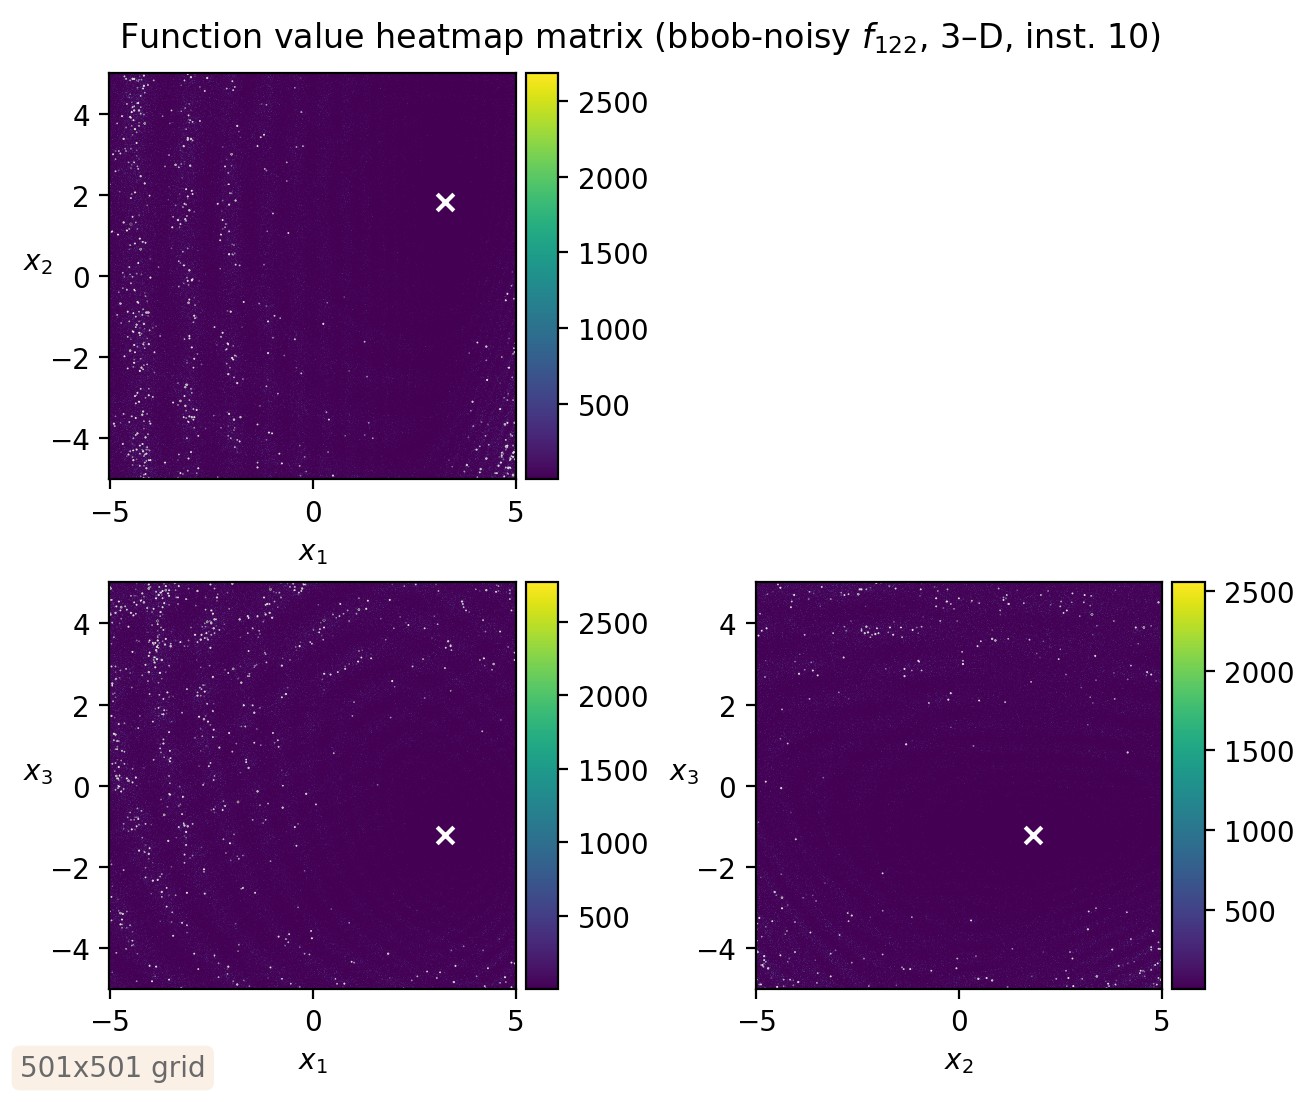 Function value heatmap matrix (bbob-noisy f₁₂₂, 3–D, inst. 10)
4
2
0
−2
−4
x₂
−5 0 5
x₁
2500
2000
1500
1000
500
4
2
0
−2
−4
x₃
−5 0 5
x₁
2500
2000
1500
1000
500
4
2
0
−2
−4
x₃
−5 0 5
x₂
2500
2000
1500
1000
500
501x501 grid